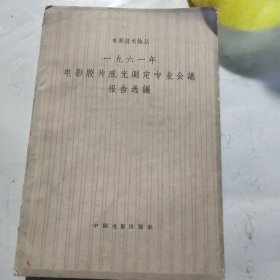 电影技术译丛
一九六一年
电影胶片感光测定专业会议
报告选编
中国电影出版社